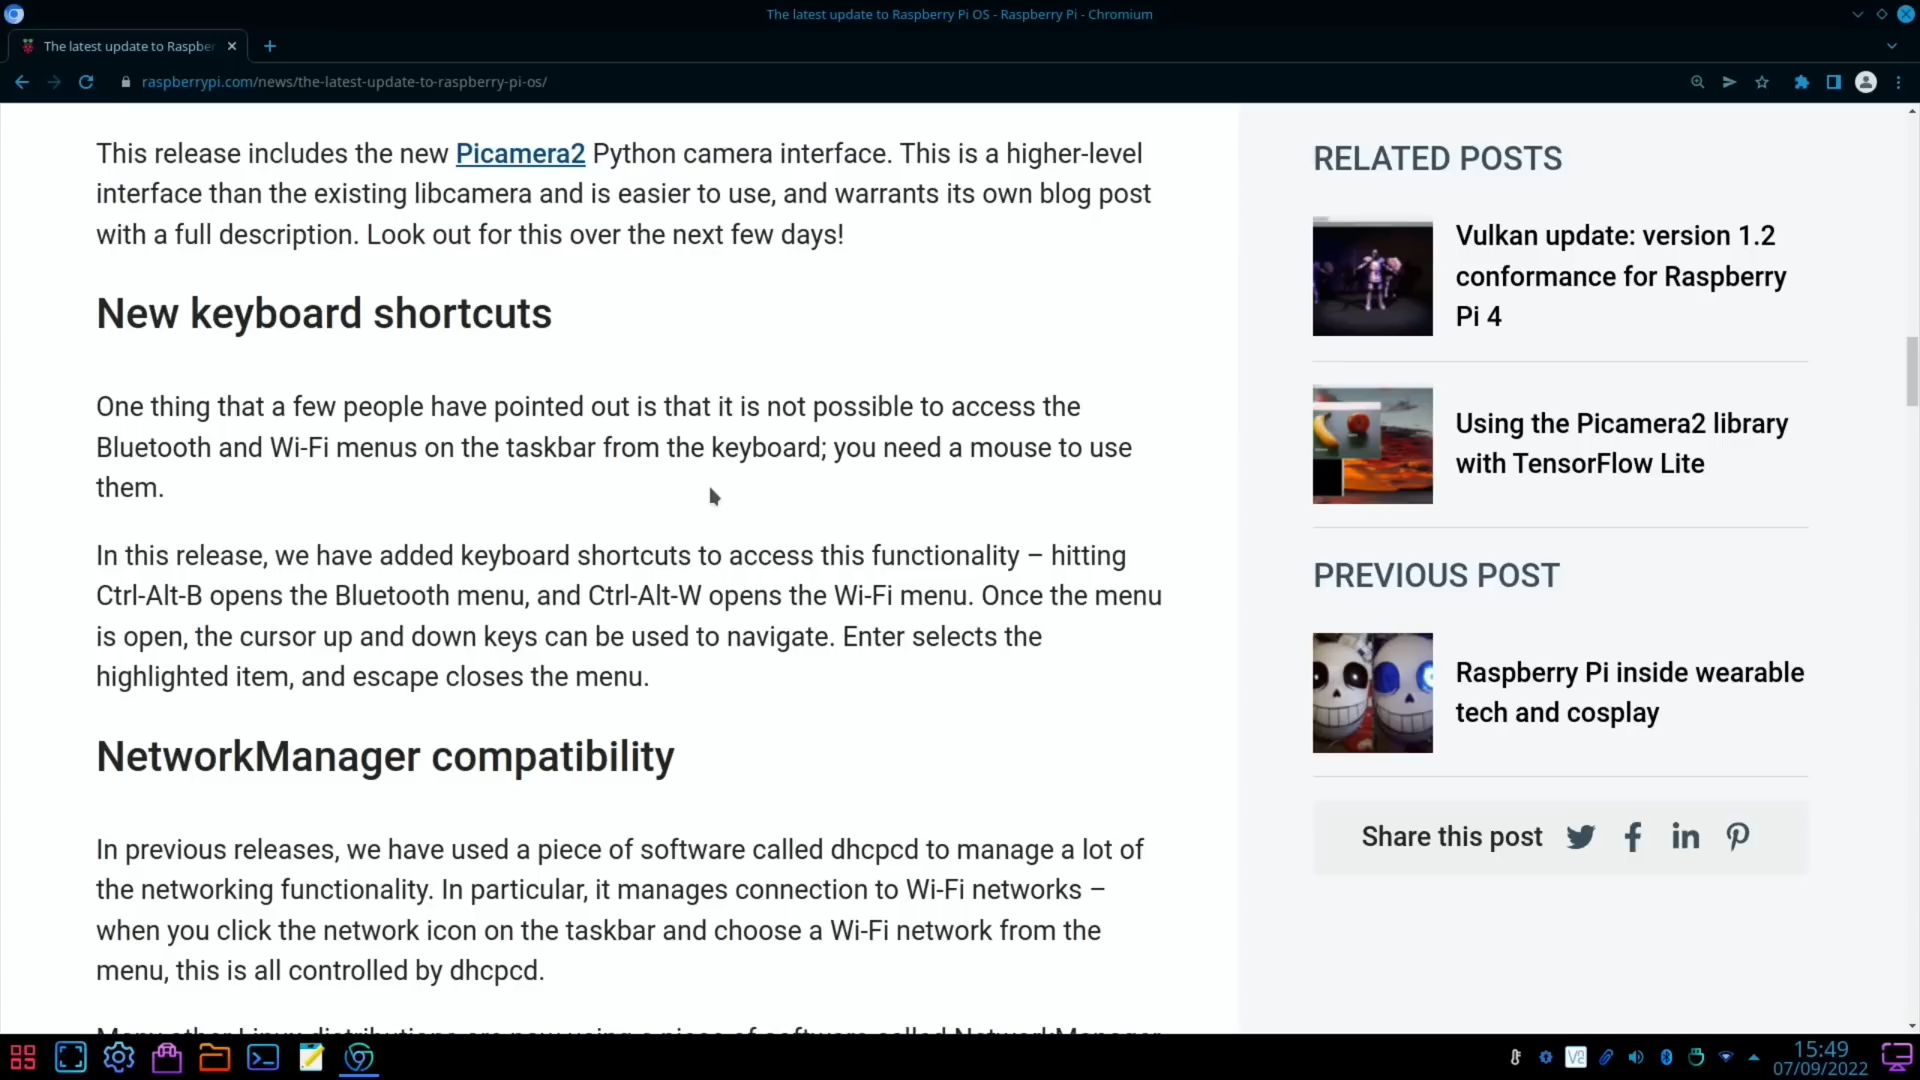 The latest update to Raspberry Pi OS - Raspberry Pi - Chromium
The latest update to Raspber
raspberrypi.com/news/the-latest-update-to-raspberry-pi-os/
This release includes the new Picamera2 Python camera interface. This is a higher-level
interface than the existing libcamera and is easier to use, and warrants its own blog post
with a full description. Look out for this over the next few days!
New keyboard shortcuts
One thing that a few people have pointed out is that it is not possible to access the
Bluetooth and Wi-Fi menus on the taskbar from the keyboard; you need a mouse to use
them.
In this release, we have added keyboard shortcuts to access this functionality – hitting
Ctrl-Alt-B opens the Bluetooth menu, and Ctrl-Alt-W opens the Wi-Fi menu. Once the menu
is open, the cursor up and down keys can be used to navigate. Enter selects the
highlighted item, and escape closes the menu.
NetworkManager compatibility
In previous releases, we have used a piece of software called dhcpcd to manage a lot of
the networking functionality. In particular, it manages connection to Wi-Fi networks –
when you click the network icon on the taskbar and choose a Wi-Fi network from the
menu, this is all controlled by dhcpcd.
Many other Linux distributions are now using a piece of software called NetworkManager
RELATED POSTS
Vulkan update: version 1.2
conformance for Raspberry
Pi 4
Using the Picamera2 library
with TensorFlow Lite
PREVIOUS POST
Raspberry Pi inside wearable
tech and cosplay
Share this post
15:49
07/09/2022